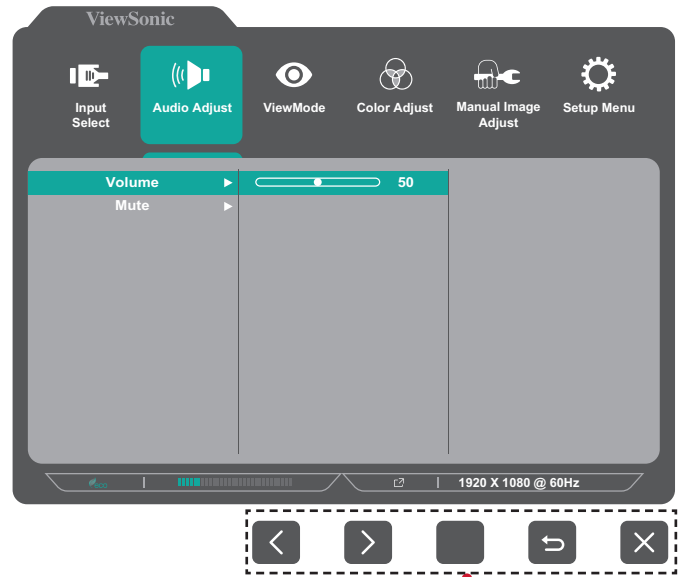 ViewSonic
Input
Select
Audio Adjust
ViewMode
Color Adjust
Manual Image
Adjust
Setup Menu
Volume
50
Mute
eco
1920 X 1080 @ 60Hz